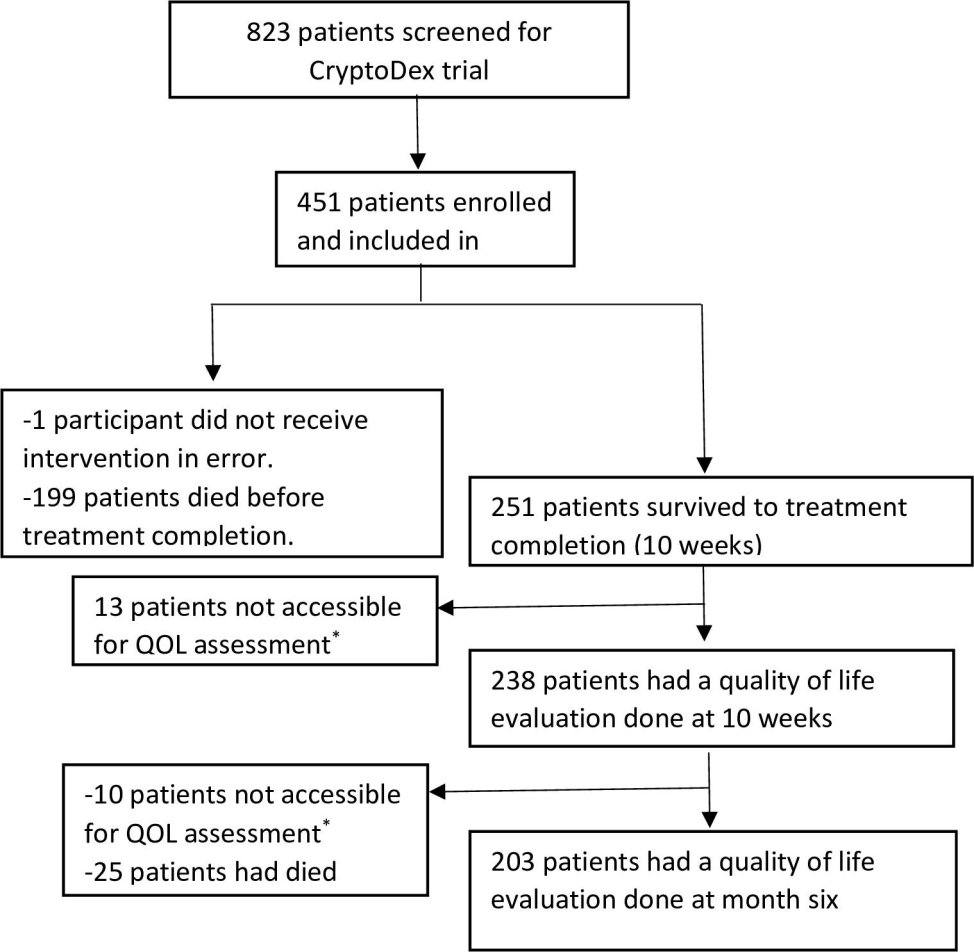 823 patients screened for
CryptoDex trial
451 patients enrolled
and included in
-1 participant did not receive
intervention in error.
-199 patients died before
treatment completion.
251 patients survived to treatment
completion (10 weeks)
13 patients not accessible
for QOL assessment*
238 patients had a quality of life
evaluation done at 10 weeks
-10 patients not accessible
for QOL assessment*
-25 patients had died
203 patients had a quality of life
evaluation done at month six